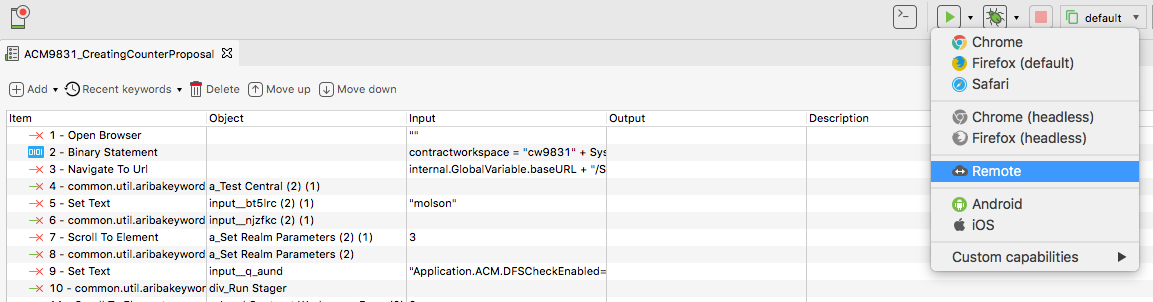 default
ACM9831_CreatingCounterProposal
Chrome
Firefox (default)
Safari
Chrome (headless)
Firefox (headless)
Remote
Android
iOS
Custom capabilities
Add Recent keywords Delete Move up Move down
Item Object Input Output Description
1 - Open Browser ""
2 - Binary Statement contractworkspace = "cw9831" + Sys
3 - Navigate To Url internal.GlobalVariable.baseURL + "/S
4 - common.util.aribakeyword a_Test Central (2) (1)
5 - Set Text input__bt5lrc (2) (1) "molson"
6 - common.util.aribakeyword input__njzfkc (2) (1)
7 - Scroll To Element a_Set Realm Parameters (2) (1) 3
8 - common.util.aribakeyword a_Set Realm Parameters (2)
9 - Set Text input__q_aund "Application.ACM.DFSCheckEnabled=
10 - common.util.aribakeyword div_Run Stager